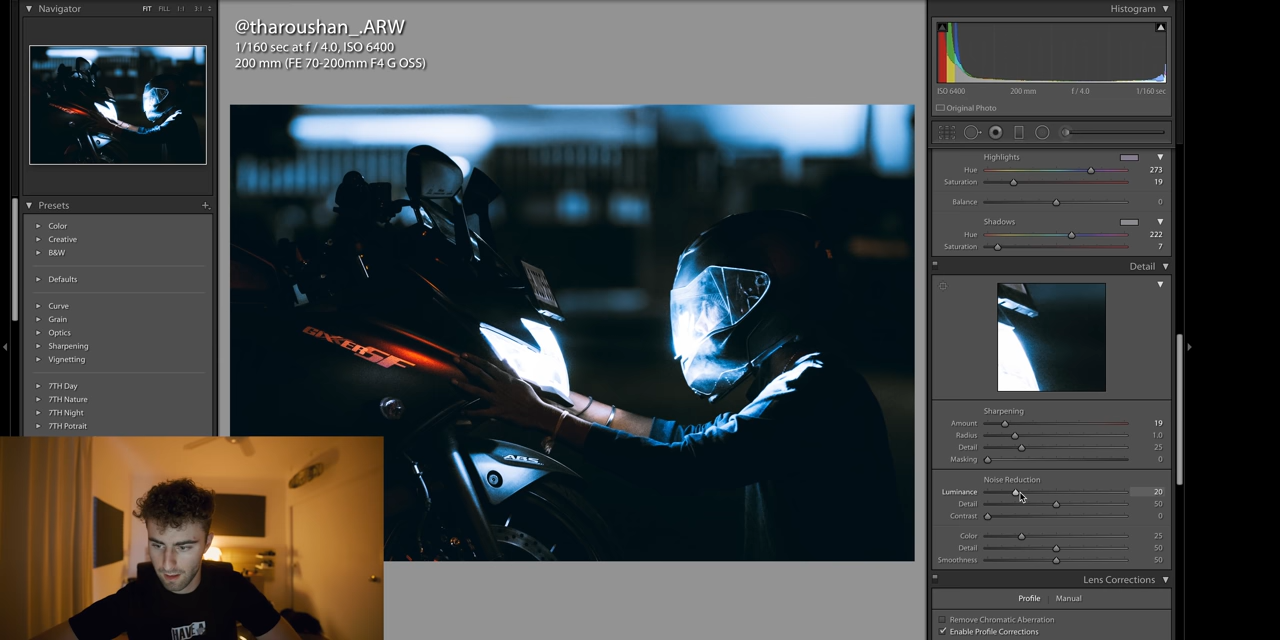 Navigator
FIT FILL 1:1 3:1
Presets
Color
Creative
B&W
Defaults
Curve
Grain
Optics
Sharpening
Vignetting
7TH Day
7TH Nature
7TH Night
7TH Potrait
@tharoushan_.ARW
1/160 sec at f / 4.0, ISO 6400
200 mm (FE 70-200mm F4 G OSS)
GIXXER SF
ABS
HAVE A
Histogram
ISO 6400 200 mm f / 4.0 1/160 sec
Original Photo
Highlights
Hue 273
Saturation 19
Balance 0
Shadows
Hue 222
Saturation 7
Detail
Sharpening
Amount 19
Radius 1.0
Detail 25
Masking 0
Noise Reduction
Luminance 20
Detail 50
Contrast 0
Color 25
Detail 50
Smoothness 50
Lens Corrections
Profile Manual
Remove Chromatic Aberration
Enable Profile Corrections